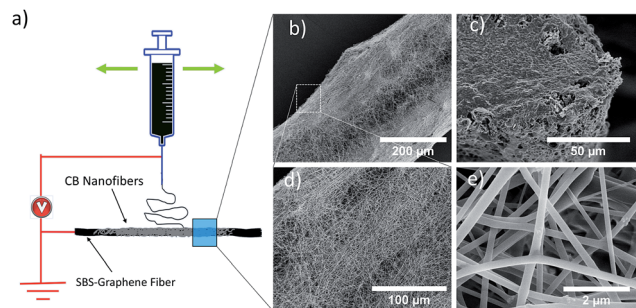 a)
CB Nanofibers
V
SBS-Graphene Fiber
b)
200 µm
c)
50 µm
d)
100 µm
e)
2 µm